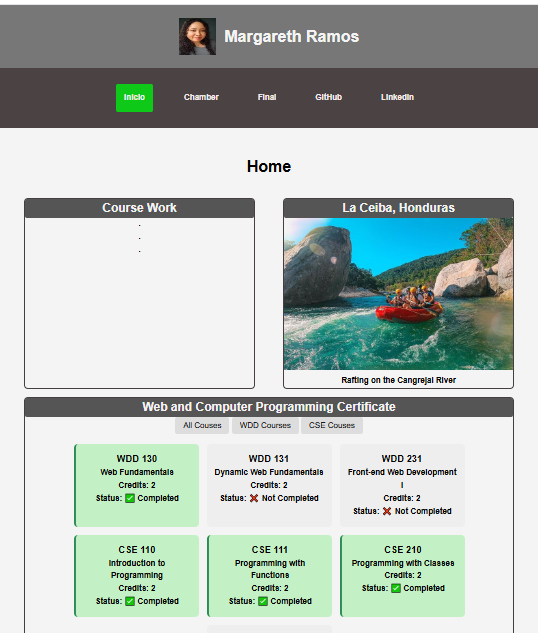 Margareth Ramos
Inicio
Chamber
Final
GitHub
LinkedIn
Home
Course Work
.
.
.
La Ceiba, Honduras
Rafting on the Cangrejal River
Web and Computer Programming Certificate
All Couses
WDD Courses
CSE Couses
WDD 130
Web Fundamentals
Credits: 2
Status: ✅ Completed
WDD 131
Dynamic Web Fundamentals
Credits: 2
Status: ❌ Not Completed
WDD 231
Front-end Web Development
I
Credits: 2
Status: ❌ Not Completed
CSE 110
Introduction to
Programming
Credits: 2
Status: ✅ Completed
CSE 111
Programming with
Functions
Credits: 2
Status: ✅ Completed
CSE 210
Programming with Classes
Credits: 2
Status: ✅ Completed